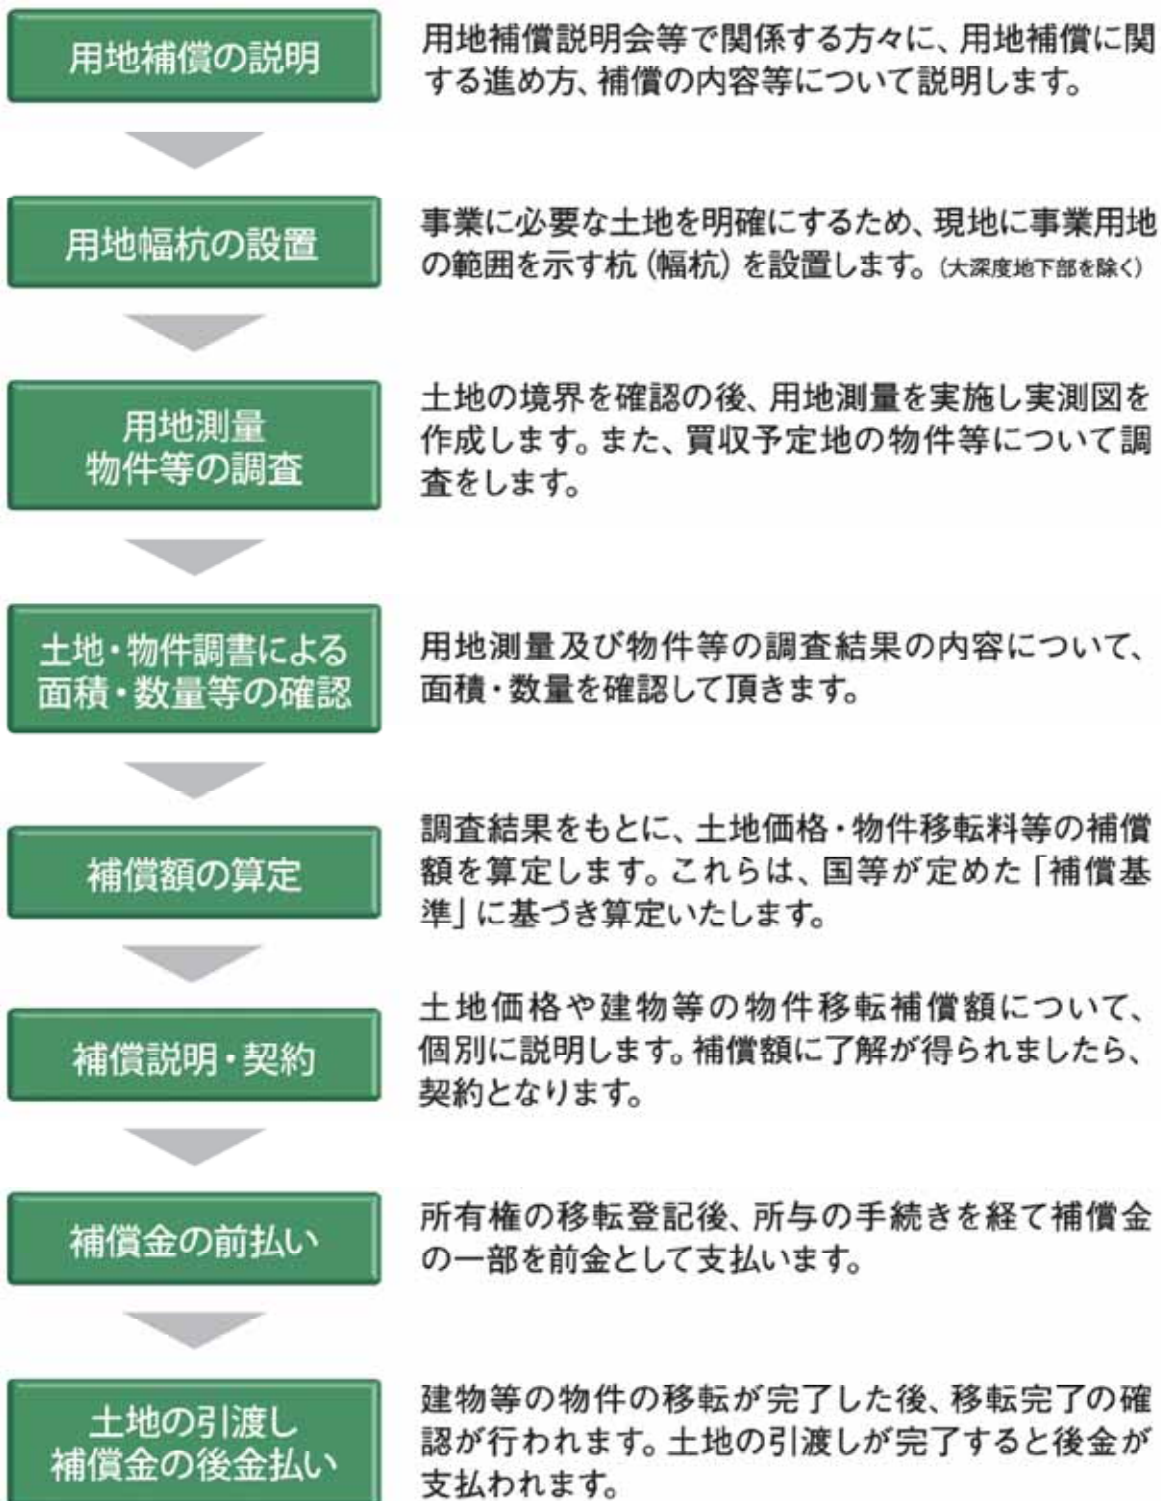 用地補償の説明
用地補償説明会等で関係する方々に、用地補償に関
する進め方、補償の内容等について説明します。
用地幅杭の設置
事業に必要な土地を明確にするため、現地に事業用地
の範囲を示す杭（幅杭）を設置します。（大深度地下部を除く）
用地測量
物件等の調査
土地の境界を確認の後、用地測量を実施し実測図を
作成します。また、買収予定地の物件等について調
査をします。
土地・物件調書による
面積・数量等の確認
用地測量及び物件等の調査結果の内容について、
面積・数量を確認して頂きます。
補償額の算定
調査結果をもとに、土地価格・物件移転料等の補償
額を算定します。これらは、国等が定めた「補償基
準」に基づき算定いたします。
補償説明・契約
土地価格や建物等の物件移転補償額について、
個別に説明します。補償額に了解が得られましたら、
契約となります。
補償金の前払い
所有権の移転登記後、所与の手続きを経て補償金
の一部を前金として支払います。
土地の引渡し
補償金の後金払い
建物等の物件の移転が完了した後、移転完了の確
認が行われます。土地の引渡しが完了すると後金が
支払われます。